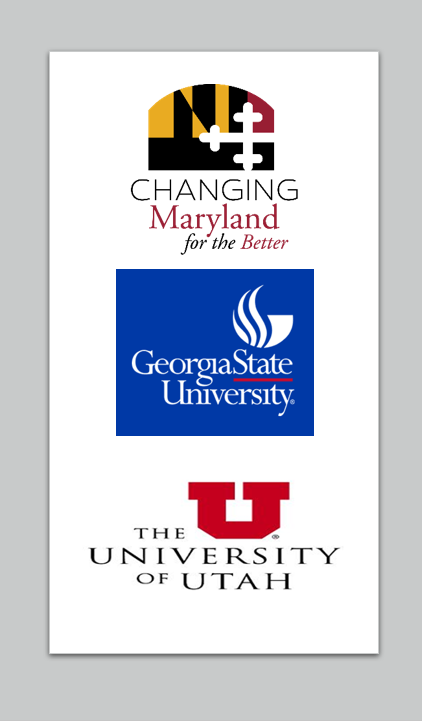 CHANGING
Maryland
for the Better
GeorgiaState
University®
U®
THE
UNIVERSITY
OF UTAH